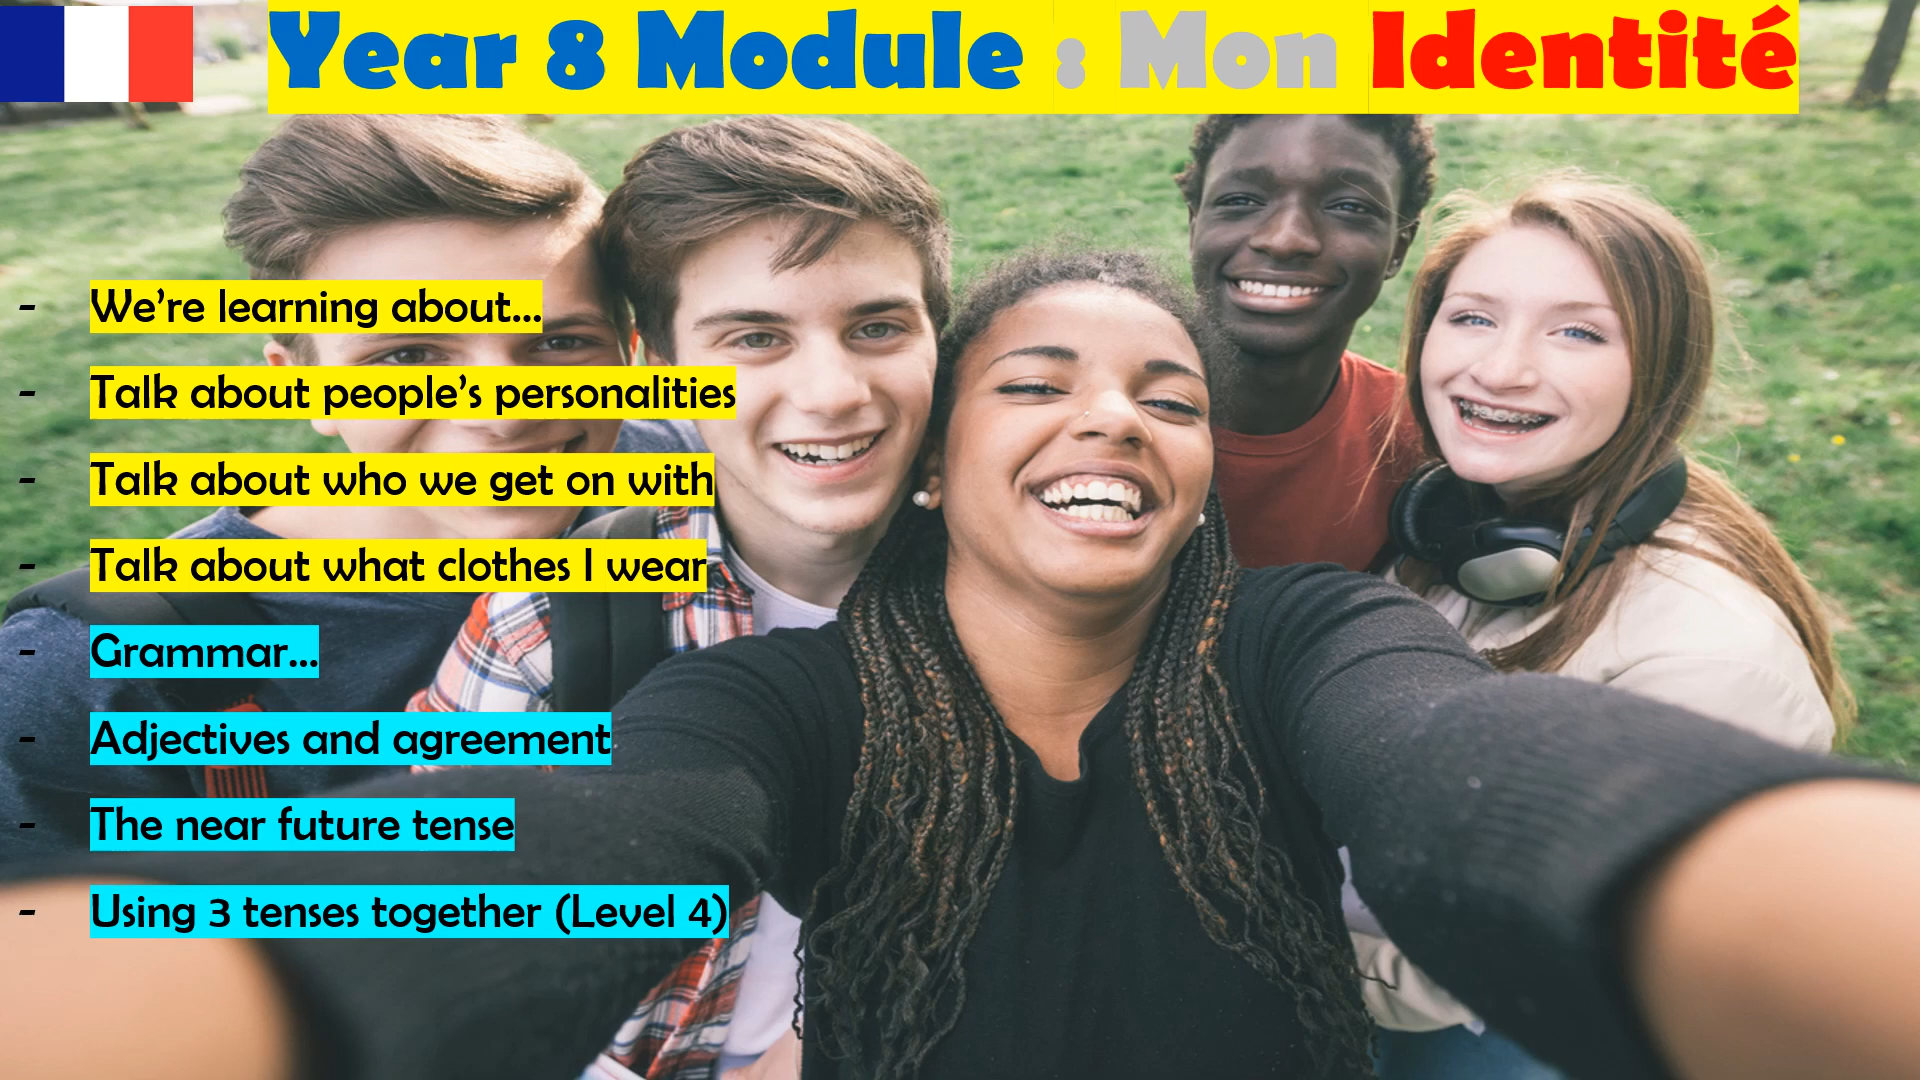 Year 8 Module : Mon Identité
- We're learning about...
- Talk about people's personalities
- Talk about who we get on with
- Talk about what clothes I wear
- Grammar...
- Adjectives and agreement
- The near future tense
- Using 3 tenses together (Level 4)